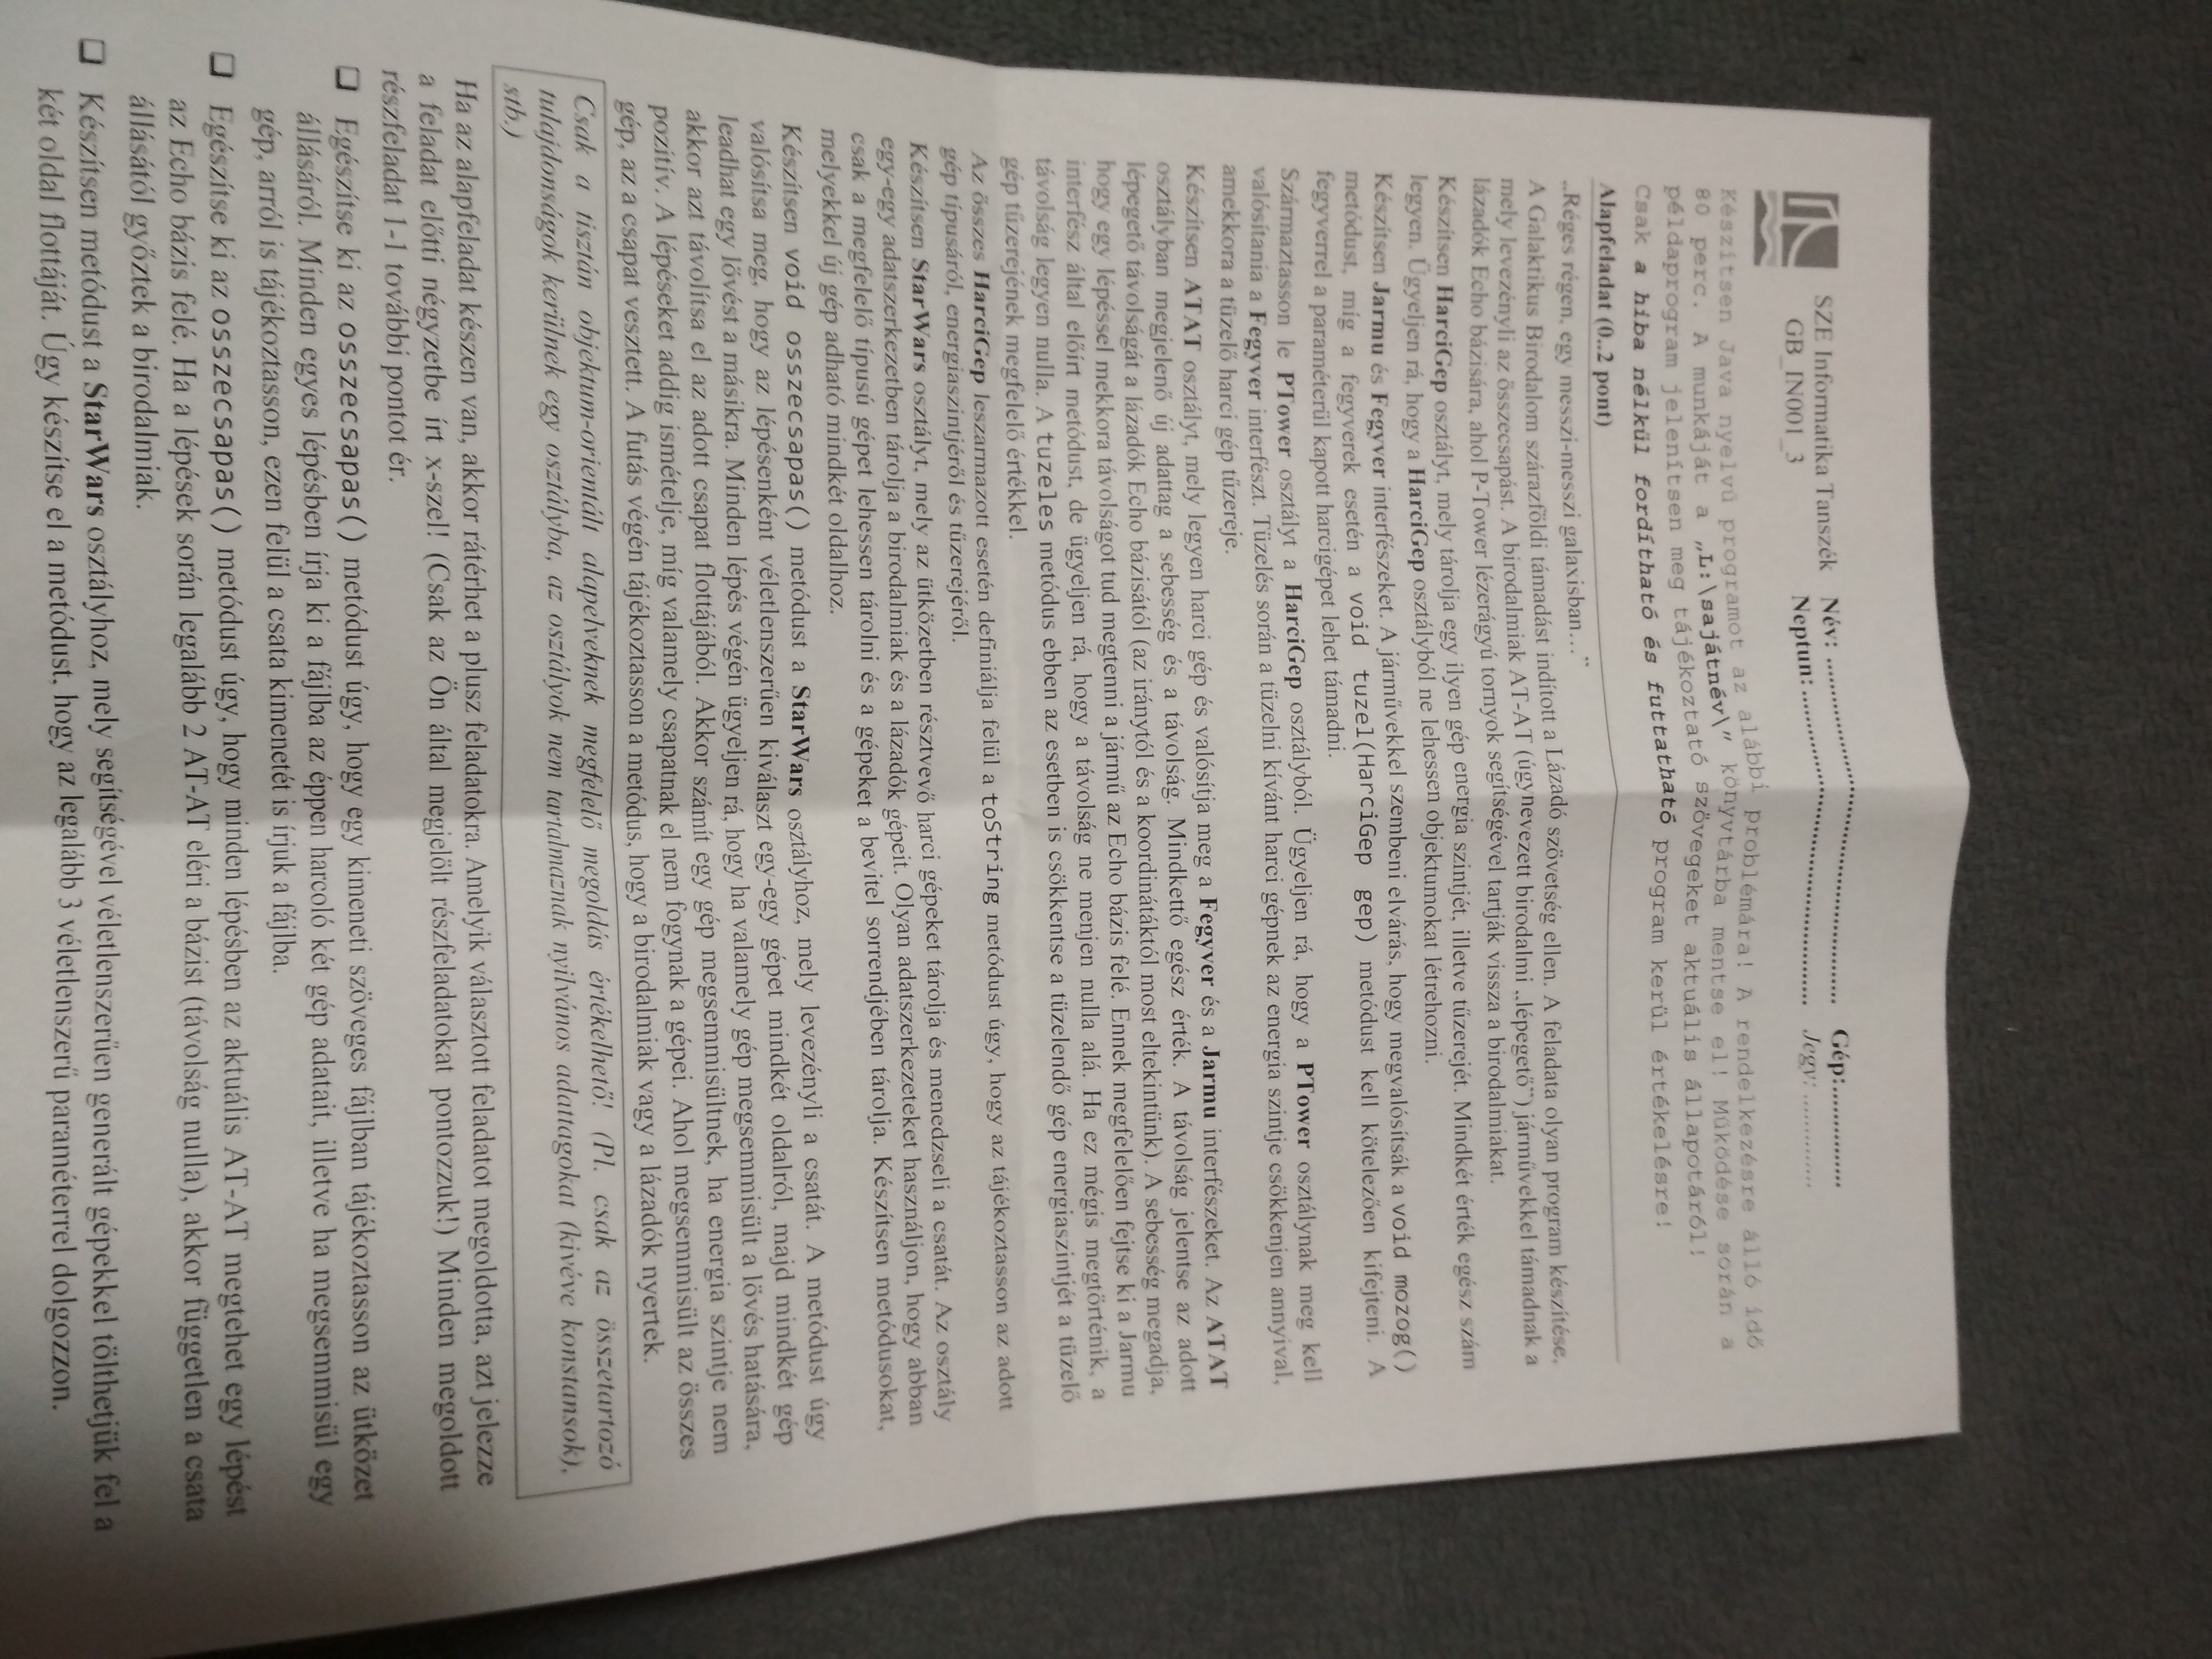 SZE Informatika Tanszék
GB_IN001_3
Név: ............................................................ Gép:...............
Neptun: ....................................................... Jegy: ..............
Készítsen Java nyelvű programot az alábbi problémára! A rendelkezésre álló idő
80 perc. A munkáját a „L:\sajátnév\” könyvtárba mentse el! Működése során a
példaprogram jelenítsen meg tájékoztató szövegeket aktuális állapotáról!
Csak a hiba nélkül fordítható és futtatható program kerül értékelésre!
Alapfeladat (0..2 pont)
„Réges régen, egy messzi-messzi galaxisban…”
A Galaktikus Birodalom szárazföldi támadást indított a Lázadó szövetség ellen. A feladata olyan program készítése,
mely levezényli az összecsapást. A birodalmiak AT-AT (úgynevezett birodalmi „lépegető”) járművekkel támadnak a
lázadók Echo bázisára, ahol P-Tower lézerágyú tornyok segítségével tartják vissza a birodalmiakat.
Készítsen HarciGep osztályt, mely tárolja egy ilyen gép energia szintjét, illetve tűzerejét. Mindkét érték egész szám
legyen. Ügyeljen rá, hogy a HarciGep osztályból ne lehessen objektumokat létrehozni.
Készítsen Jarmu és Fegyver interfészeket. A járművekkel szembeni elvárás, hogy megvalósítsák a void mozog()
metódust, míg a fegyverek esetén a void tuzel(HarciGep gep) metódust kell kötelezően kifejteni. A
fegyverrel a paraméterül kapott harcigépet lehet támadni.
Származtasson le PTower osztályt a HarciGep osztályból. Ügyeljen rá, hogy a PTower osztálynak meg kell
valósítania a Fegyver interfészt. Tüzelés során a tüzelni kívánt harci gépnek az energia szintje csökkenjen annyival,
amekkora a tüzelő harci gép tűzereje.
Készítsen ATAT osztályt, mely legyen harci gép és valósítja meg a Fegyver és a Jarmu interfészeket. Az ATAT
osztályban megjelenő új adattag a sebesség és a távolság. Mindkettő egész érték. A távolság jelentse az adott
lépegető távolságát a lázadók Echo bázisától (az iránytól és a koordinátáktól most eltekintünk). A sebesség megadja,
hogy egy lépéssel mekkora távolságot tud megtenni a jármű az Echo bázis felé. Ennek megfelelően fejtse ki a Jarmu
interfész által előírt metódust, de ügyeljen rá, hogy a távolság ne menjen nulla alá. Ha ez mégis megtörténik, a
távolság legyen nulla. A tuzeles metódus ebben az esetben is csökkentse a tüzelendő gép energiaszintjét a tüzelő
gép tűzerejének megfelelő értékkel.
Az összes HarciGep leszarmazott esetén definiálja felül a toString metódust úgy, hogy az tájékoztasson az adott
gép típusáról, energiaszintjéről és tűzerejéről.
Készítsen StarWars osztályt, mely az ütközetben résztvevő harci gépeket tárolja és menedzseli a csatát. Az osztály
egy-egy adatszerkezetben tárolja a birodalmiak és a lázadók gépeit. Olyan adatszerkezeteket használjon, hogy abban
csak a megfelelő típusú gépet lehessen tárolni és a gépeket a bevitel sorrendjében tárolja. Készítsen metódusokat,
melyekkel új gép adható mindkét oldalhoz.
Készítsen void osszecsapas() metódust a StarWars osztályhoz, mely levezényli a csatát. A metódust úgy
valósítsa meg, hogy az lépésenként véletlenszerűen kiválaszt egy-egy gépet mindkét oldalról, majd mindkét gép
leadhat egy lövést a másikra. Minden lépés végén ügyeljen rá, hogy ha valamely gép megsemmisült a lövés hatására,
akkor azt távolítsa el az adott csapat flottájából. Akkor számít egy gép megsemmisültnek, ha energia szintje nem
pozitív. A lépéseket addig ismételje, míg valamely csapatnak el nem fogynak a gépei. Ahol megsemmisült az összes
gép, az a csapat vesztett. A futás végén tájékoztasson a metódus, hogy a birodalmiak vagy a lázadók nyertek.
Csak a tisztán objektum-orientált alapelveknek megfelelő megoldás értékelhető! (Pl. csak az összetartozó
tulajdonságok kerülnek egy osztályba, az osztályok nem tartalmaznak nyilvános adattagokat (kivéve konstansok),
stb.)
Ha az alapfeladat készen van, akkor rátérhet a plusz feladatokra. Amelyik választott feladatot megoldotta, azt jelezze
a feladat előtti négyzetbe írt x-szel! (Csak az Ön által megjelölt részfeladatokat pontozzuk!) Minden megoldott
részfeladat 1-1 további pontot ér.
❑ Egészítse ki az osszecsapas() metódust úgy, hogy egy kimeneti szöveges fájlban tájékoztasson az ütközet
állásáról. Minden egyes lépésben írja ki a fájlba az éppen harcoló két gép adatait, illetve ha megsemmisül egy
gép, arról is tájékoztasson, ezen felül a csata kimenetét is írjuk a fájlba.
❑ Egészítse ki az osszecsapas() metódust úgy, hogy minden lépésben az aktuális AT-AT megtehet egy lépést
az Echo bázis felé. Ha a lépések során legalább 2 AT-AT eléri a bázist (távolság nulla), akkor független a csata
állásától győztek a birodalmiak.
❑ Készítsen metódust a StarWars osztályhoz, mely segítségével véletlenszerűen generált gépekkel tölthetjük fel a
két oldal flottáját. Úgy készítse el a metódust, hogy az legalább 3 véletlenszerű paraméterrel dolgozzon.